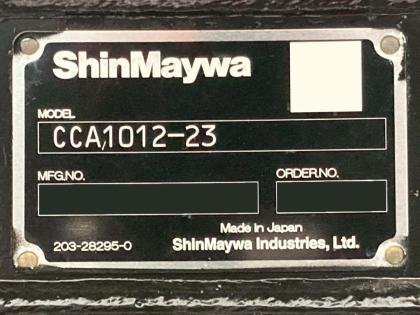 ShinMaywa
MODEL
CCA1012-23
MFG.NO.
ORDER.NO.
Made in Japan
203-28295-0
ShinMaywa Industries, Ltd.